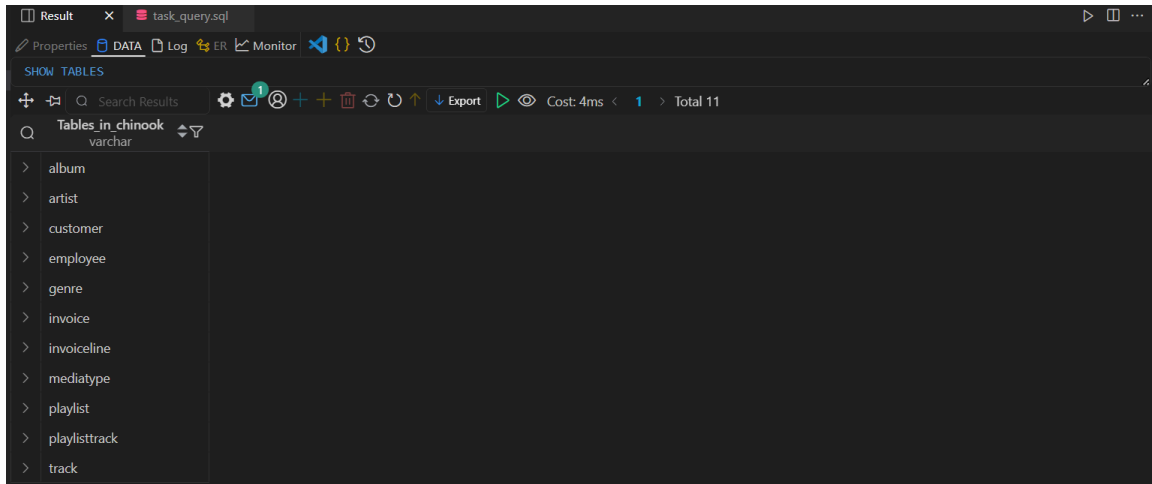 Result task_query.sql
Properties DATA Log ER Monitor
SHOW TABLES
Search Results 1 Export Cost: 4ms 1 Total 11
Tables_in_chinook
varchar
album
artist
customer
employee
genre
invoice
invoiceline
mediatype
playlist
playlisttrack
track